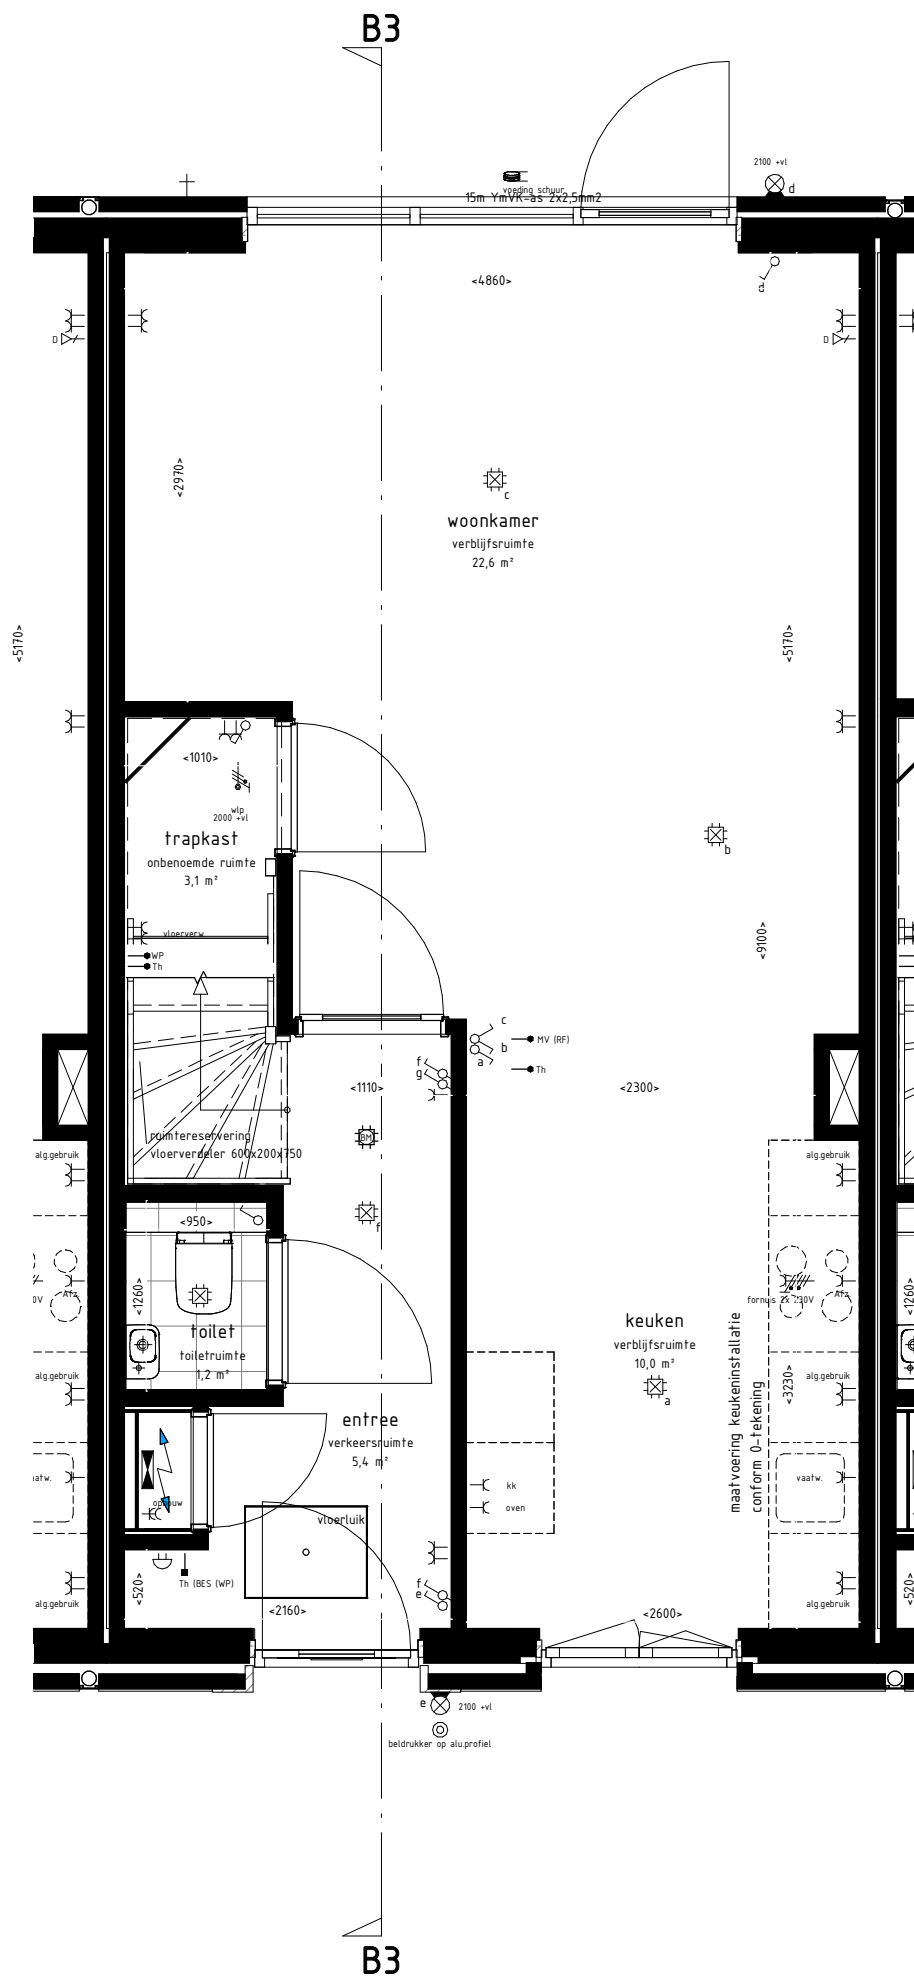 B3
2100 +vl
d
voeding schuur
15m YmVK-as 2x2,5mm2
<4860>
d
D
D
<2970>
c
woonkamer
verblijfsruimte
22,6 m²
<5170>
<5170>
<1010>
wlp
2000 +vl
trapkast
onbenoemde ruimte
3,1 m²
b
vloerverw.
<9100>
WP
Th
c
b
a
MV (RF)
Th
f
g
<1110>
<2300>
BM
ruimtereservering
vloerverdeler 600x200x750
alg.gebruik
alg.gebruik
<950>
f
<1260>
<1260>
0V
Afz.
fornuis 2x 230V
Afz.
toilet
toiletruimte
1,2 m²
keuken
verblijfsruimte
10,0 m²
a
maatvoering keukeninstallatie
conform 0-tekening
<3230>
alg.gebruik
alg.gebruik
entree
verkeersruimte
5,4 m²
vaatw.
kk
oven
opbouw
vloerluik
Th (BES (WP)
<520>
<520>
f
e
alg.gebruik
alg.gebruik
<2160>
<2600>
e
2100 +vl
beldrukker op alu.profiel
B3